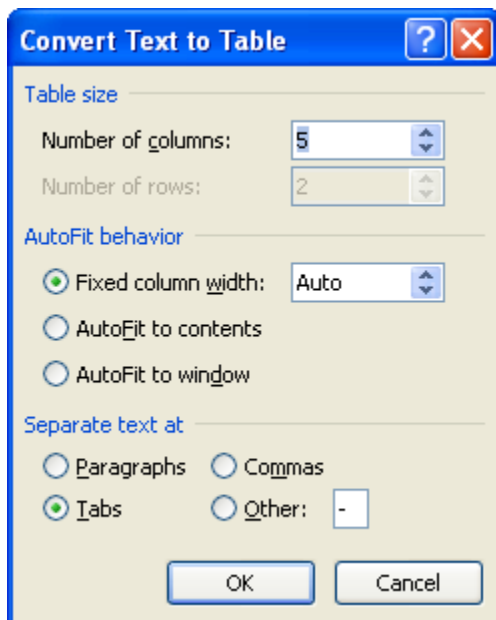 Convert Text to Table
Table size
Number of columns: 5
Number of rows: 2
AutoFit behavior
Fixed column width: Auto
AutoFit to contents
AutoFit to window
Separate text at
Paragraphs Commas
Tabs Other: -
OK Cancel